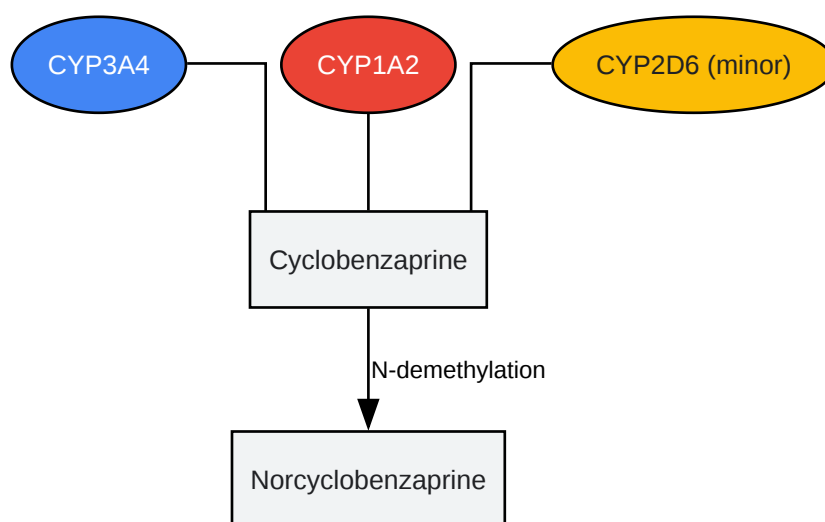 CYP3A4
CYP1A2
CYP2D6 (minor)
Cyclobenzaprine
N-demethylation
Norcyclobenzaprine